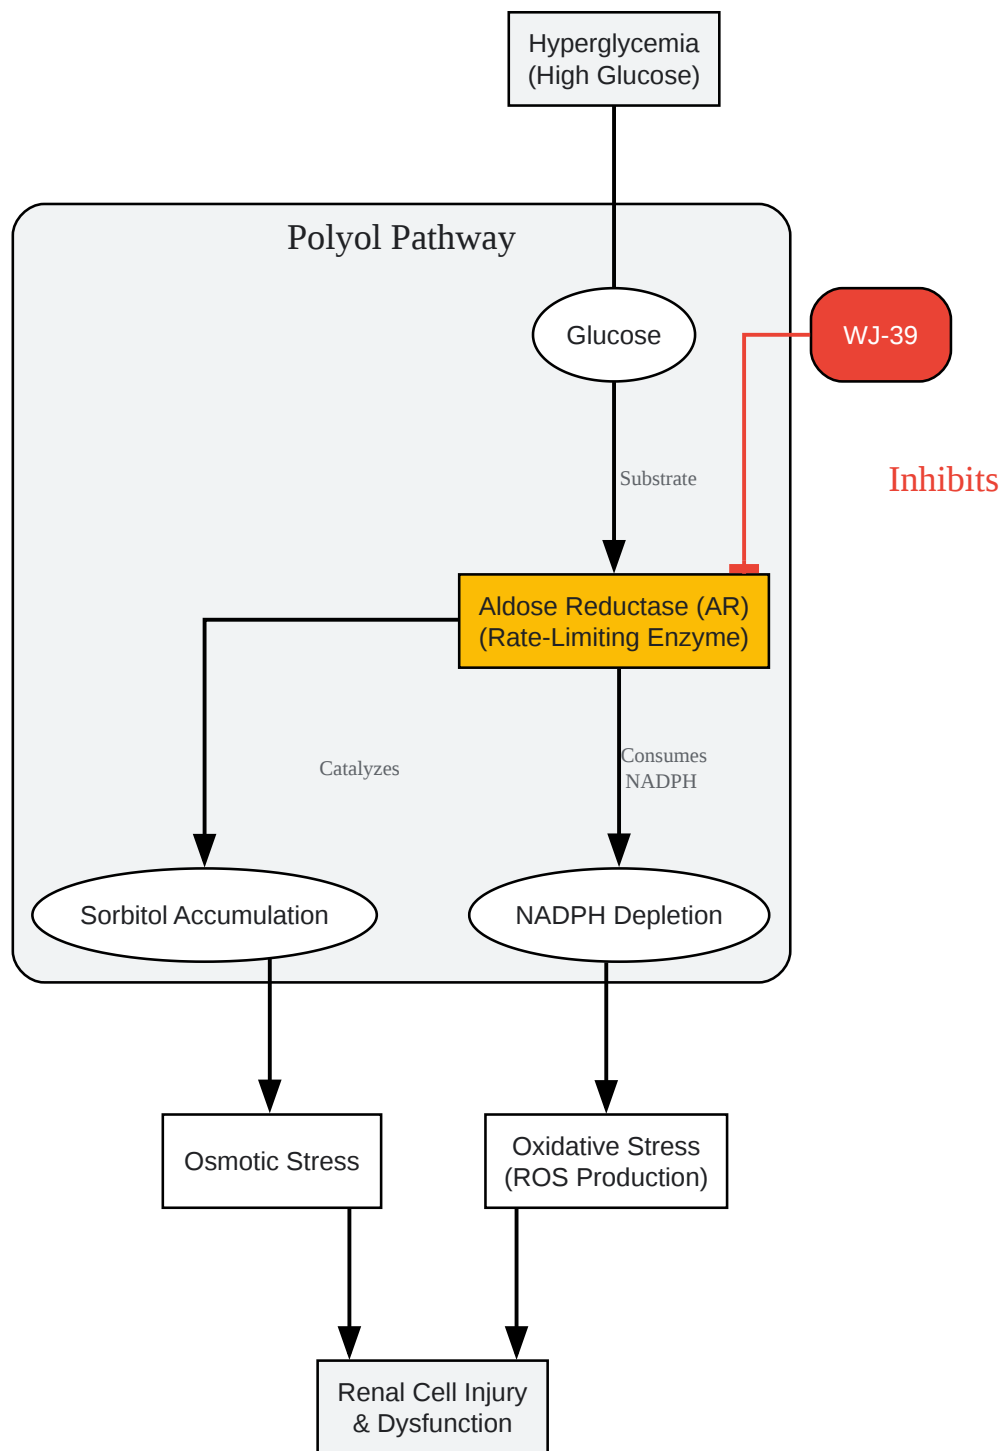 Hyperglycemia
(High Glucose)
Polyol Pathway
Glucose
WJ-39
Substrate
Inhibits
Aldose Reductase (AR)
(Rate-Limiting Enzyme)
Catalyzes
Consumes
NADPH
Sorbitol Accumulation
NADPH Depletion
Osmotic Stress
Oxidative Stress
(ROS Production)
Renal Cell Injury
& Dysfunction